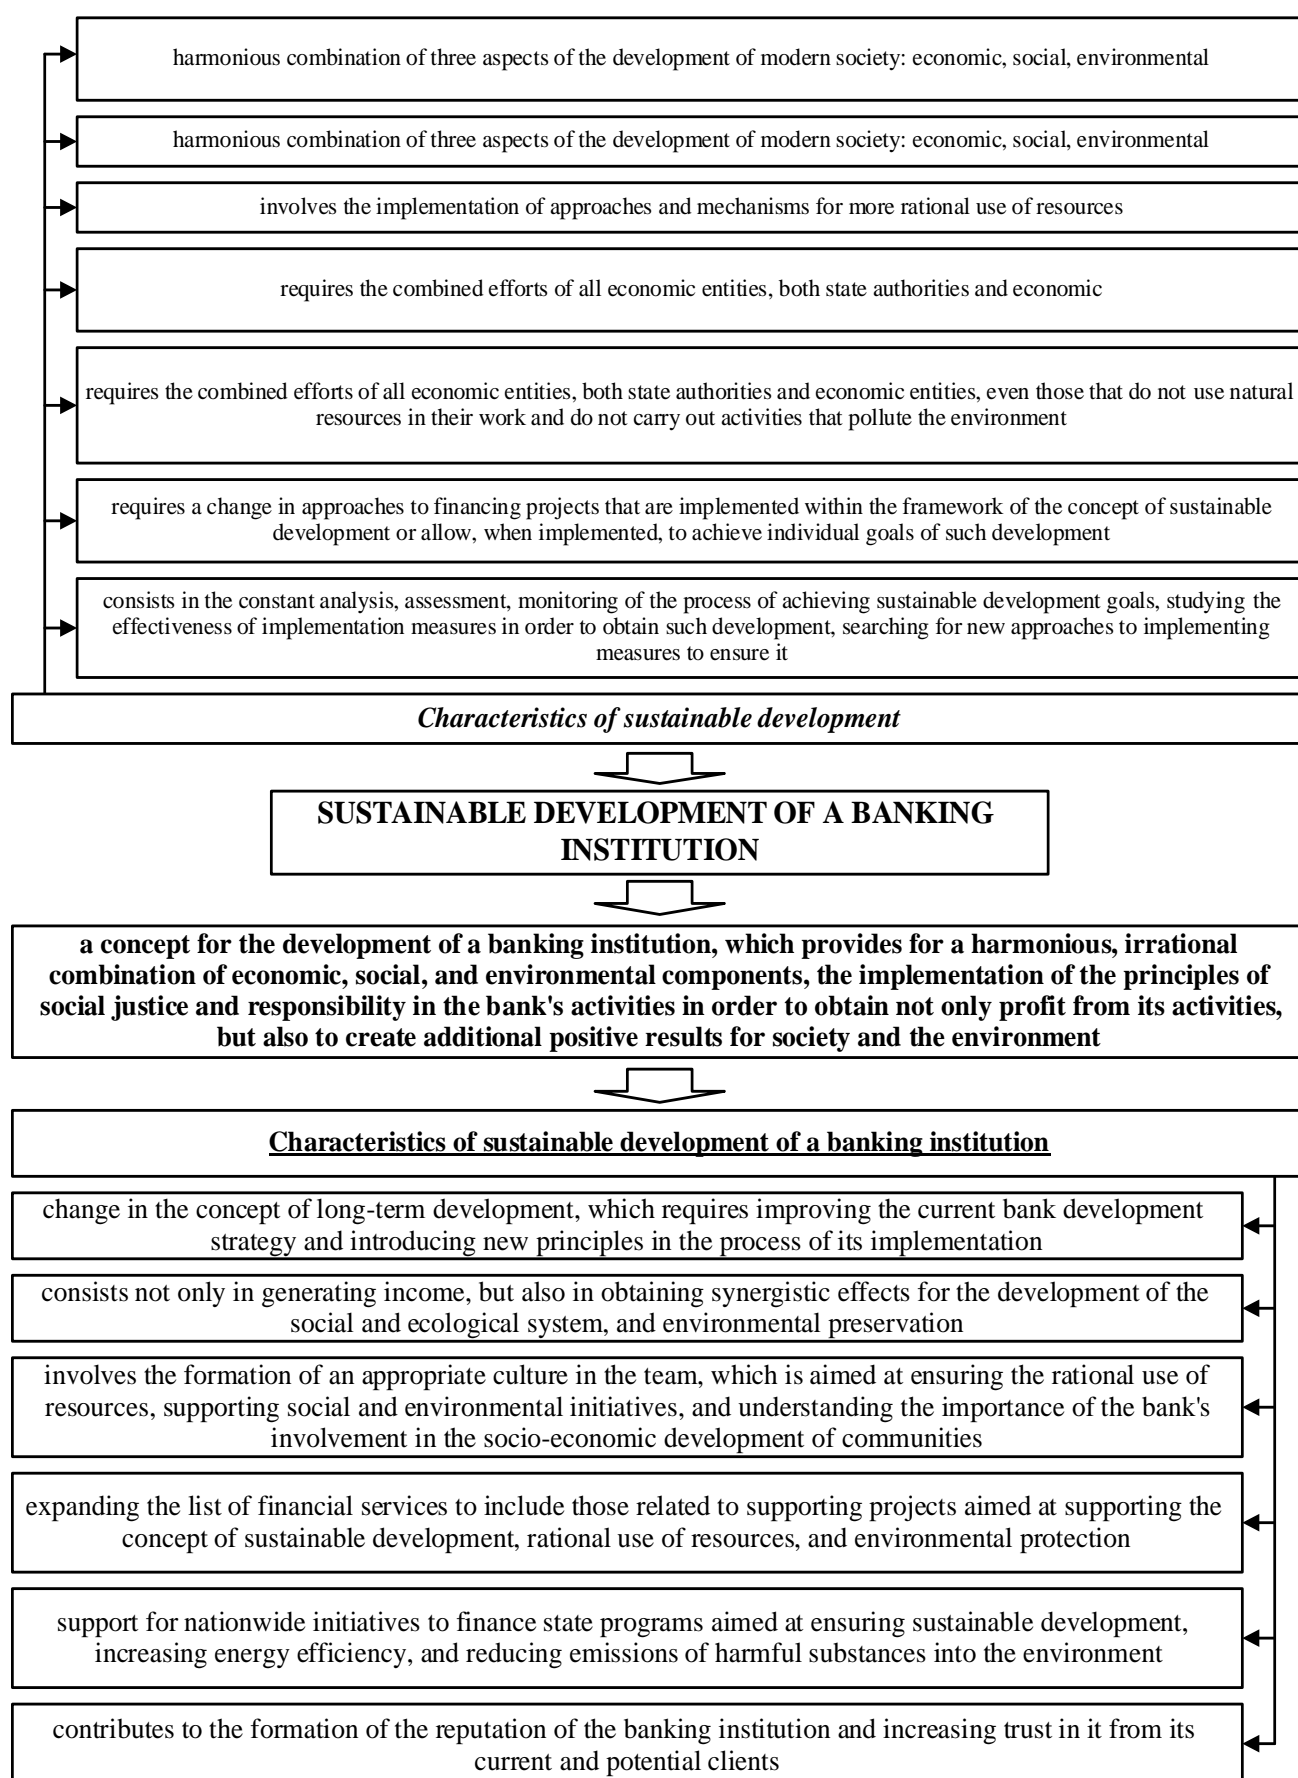 harmonious combination of three aspects of the development of modern society: economic, social, environmental
harmonious combination of three aspects of the development of modern society: economic, social, environmental
involves the implementation of approaches and mechanisms for more rational use of resources
requires the combined efforts of all economic entities, both state authorities and economic
requires the combined efforts of all economic entities, both state authorities and economic entities, even those that do not use natural
resources in their work and do not carry out activities that pollute the environment
requires a change in approaches to financing projects that are implemented within the framework of the concept of sustainable
development or allow, when implemented, to achieve individual goals of such development
consists in the constant analysis, assessment, monitoring of the process of achieving sustainable development goals, studying the
effectiveness of implementation measures in order to obtain such development, searching for new approaches to implementing
measures to ensure it
Characteristics of sustainable development
SUSTAINABLE DEVELOPMENT OF A BANKING
INSTITUTION
a concept for the development of a banking institution, which provides for a harmonious, irrational
combination of economic, social, and environmental components, the implementation of the principles of
social justice and responsibility in the bank's activities in order to obtain not only profit from its activities,
but also to create additional positive results for society and the environment
Characteristics of sustainable development of a banking institution
change in the concept of long-term development, which requires improving the current bank development
strategy and introducing new principles in the process of its implementation
consists not only in generating income, but also in obtaining synergistic effects for the development of the
social and ecological system, and environmental preservation
involves the formation of an appropriate culture in the team, which is aimed at ensuring the rational use of
resources, supporting social and environmental initiatives, and understanding the importance of the bank's
involvement in the socio-economic development of communities
expanding the list of financial services to include those related to supporting projects aimed at supporting the
concept of sustainable development, rational use of resources, and environmental protection
support for nationwide initiatives to finance state programs aimed at ensuring sustainable development,
increasing energy efficiency, and reducing emissions of harmful substances into the environment
contributes to the formation of the reputation of the banking institution and increasing trust in it from its
current and potential clients